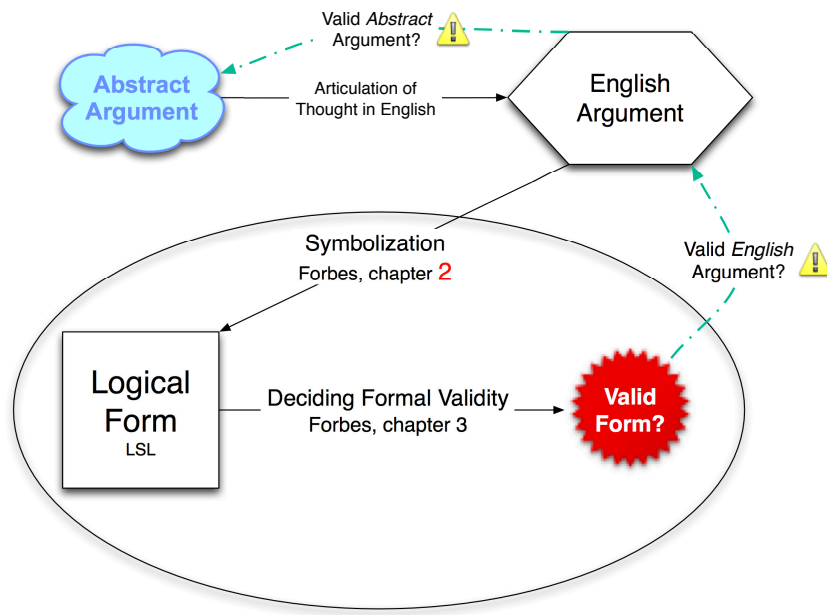 Valid Abstract
Argument?
Abstract
Argument
Articulation of
Thought in English
English
Argument
Symbolization
Forbes, chapter 2
Valid English
Argument?
Logical
Form
LSL
Deciding Formal Validity
Forbes, chapter 3
Valid
Form?